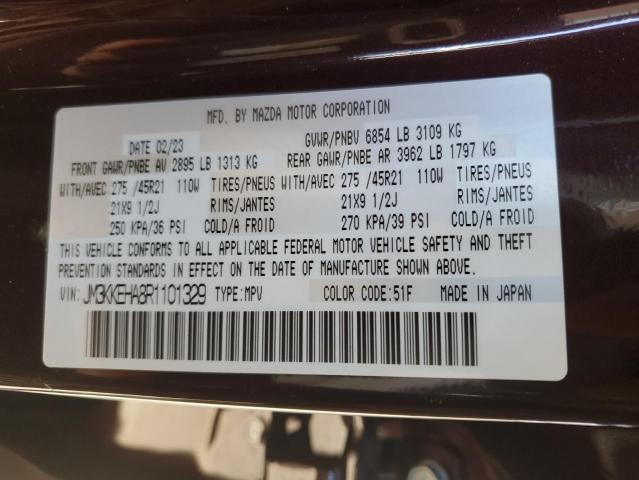 MFD. BY MAZDA MOTOR CORPORATION
DATE 02/23 GVWR/PNBV 6854 LB 3109 KG
FRONT GAWR/PNBE AV 2895 LB 1313 KG REAR GAWR/PNBE AR 3962 LB 1797 KG
WITH/AVEC 275 /45R21 110W TIRES/PNEUS WITH/AVEC 275 /45R21 110W TIRES/PNEUS
21X9 1/2J RIMS/JANTES 21X9 1/2J RIMS/JANTES
250 KPA/36 PSI COLD/A FROID 270 KPA/39 PSI COLD/A FROID
THIS VEHICLE CONFORMS TO ALL APPLICABLE FEDERAL MOTOR VEHICLE SAFETY AND THEFT
PREVENTION STANDARDS IN EFFECT ON THE DATE OF MANUFACTURE SHOWN ABOVE.
VIN: JM3KKEHA8R1101329 TYPE:MPV COLOR CODE:51F MADE IN JAPAN